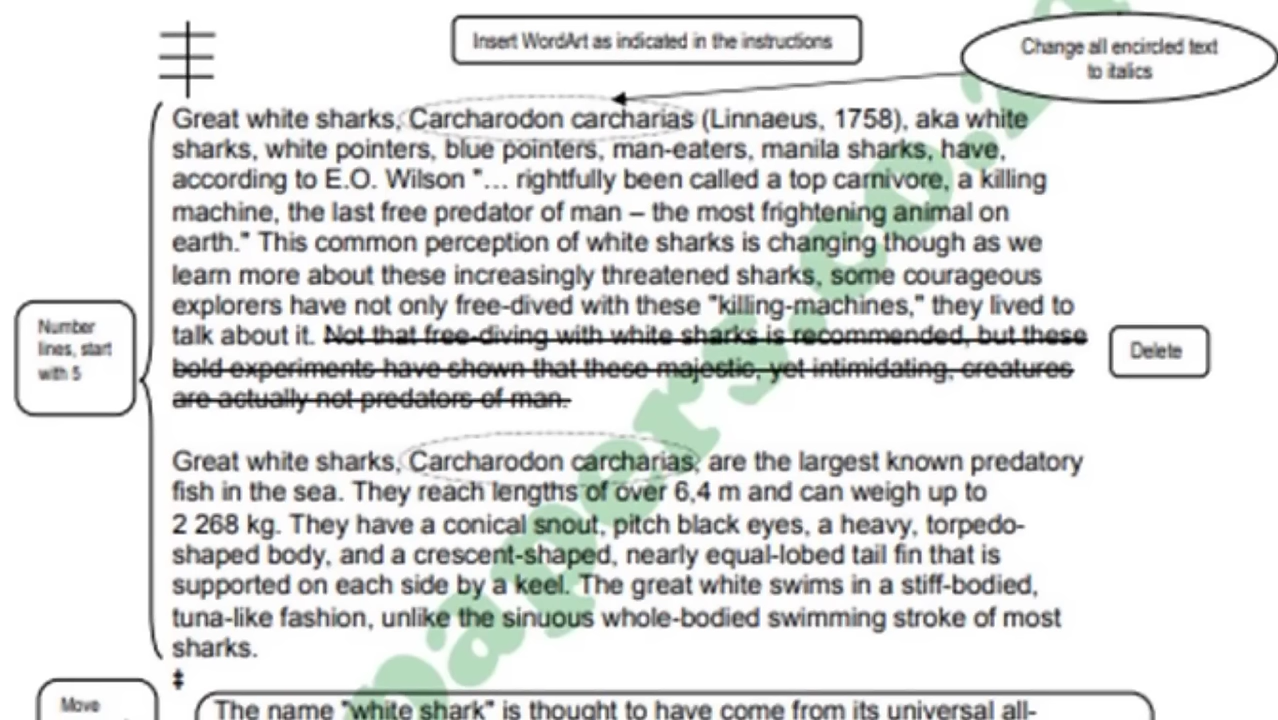 Insert WordArt as indicated in the instructions
Change all encircled text
to italics
Great white sharks, Carcharodon carcharias (Linnaeus, 1758), aka white
sharks, white pointers, blue pointers, man-eaters, manila sharks, have,
according to E.O. Wilson "... rightfully been called a top carnivore, a killing
machine, the last free predator of man – the most frightening animal on
earth." This common perception of white sharks is changing though as we
learn more about these increasingly threatened sharks, some courageous
explorers have not only free-dived with these "killing-machines," they lived to
talk about it. Not that free-diving with white sharks is recommended, but these
bold experiments have shown that these majestic, yet intimidating, creatures
are actually not predators of man.
Number
lines, start
with 5
Delete
Great white sharks, Carcharodon carcharias, are the largest known predatory
fish in the sea. They reach lengths of over 6,4 m and can weigh up to
2 268 kg. They have a conical snout, pitch black eyes, a heavy, torpedo-
shaped body, and a crescent-shaped, nearly equal-lobed tail fin that is
supported on each side by a keel. The great white swims in a stiff-bodied,
tuna-like fashion, unlike the sinuous whole-bodied swimming stroke of most
sharks.
‡
Move
The name "white shark" is thought to have come from its universal all-
papers.co.z